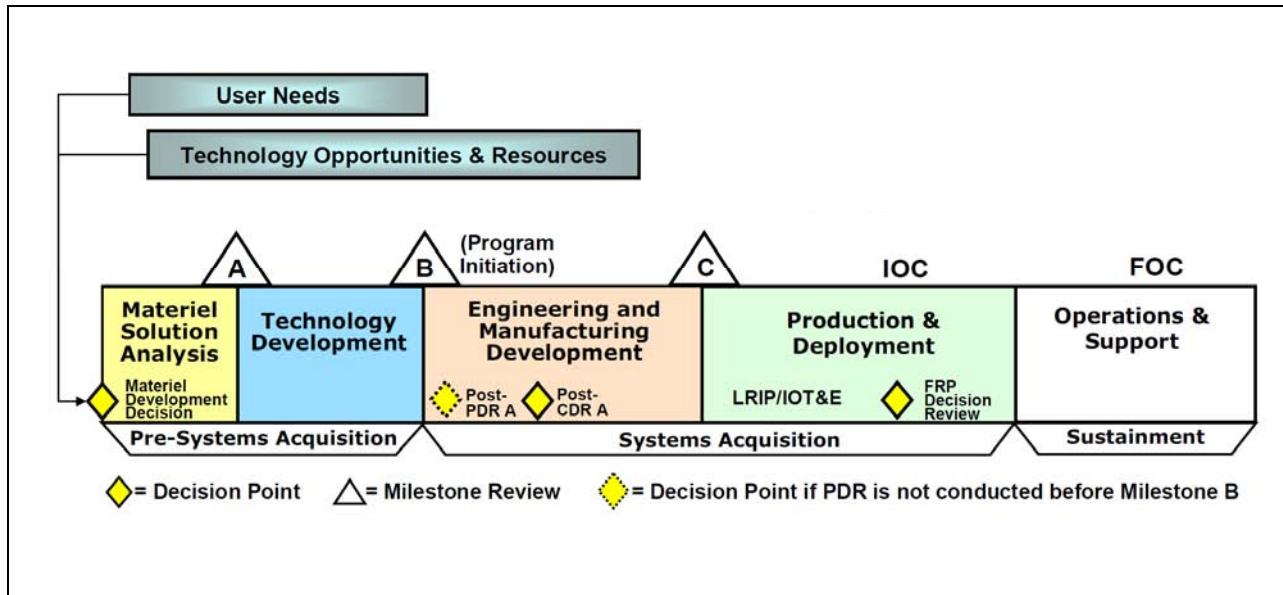 User Needs
Technology Opportunities & Resources
A
B
(Program
Initiation)
C
IOC
FOC
Materiel
Solution
Analysis
Technology
Development
Engineering and
Manufacturing
Development
Production &
Deployment
Operations &
Support
Materiel
Development
Decision
Post-
PDR A
Post-
CDR A
LRIP/IOT&E
FRP
Decision
Review
Pre-Systems Acquisition
Systems Acquisition
Sustainment
= Decision Point
= Milestone Review
= Decision Point if PDR is not conducted before Milestone B